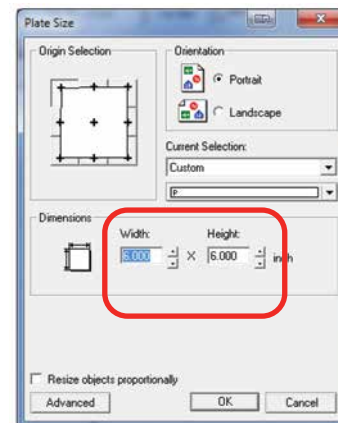 Plate Size
Origin Selection
Orientation
Portrait
Landscape
Current Selection:
Custom
P
Dimensions
Width:
Height:
6.000
X
6.000
inch
Resize objects proportionally
Advanced
OK
Cancel